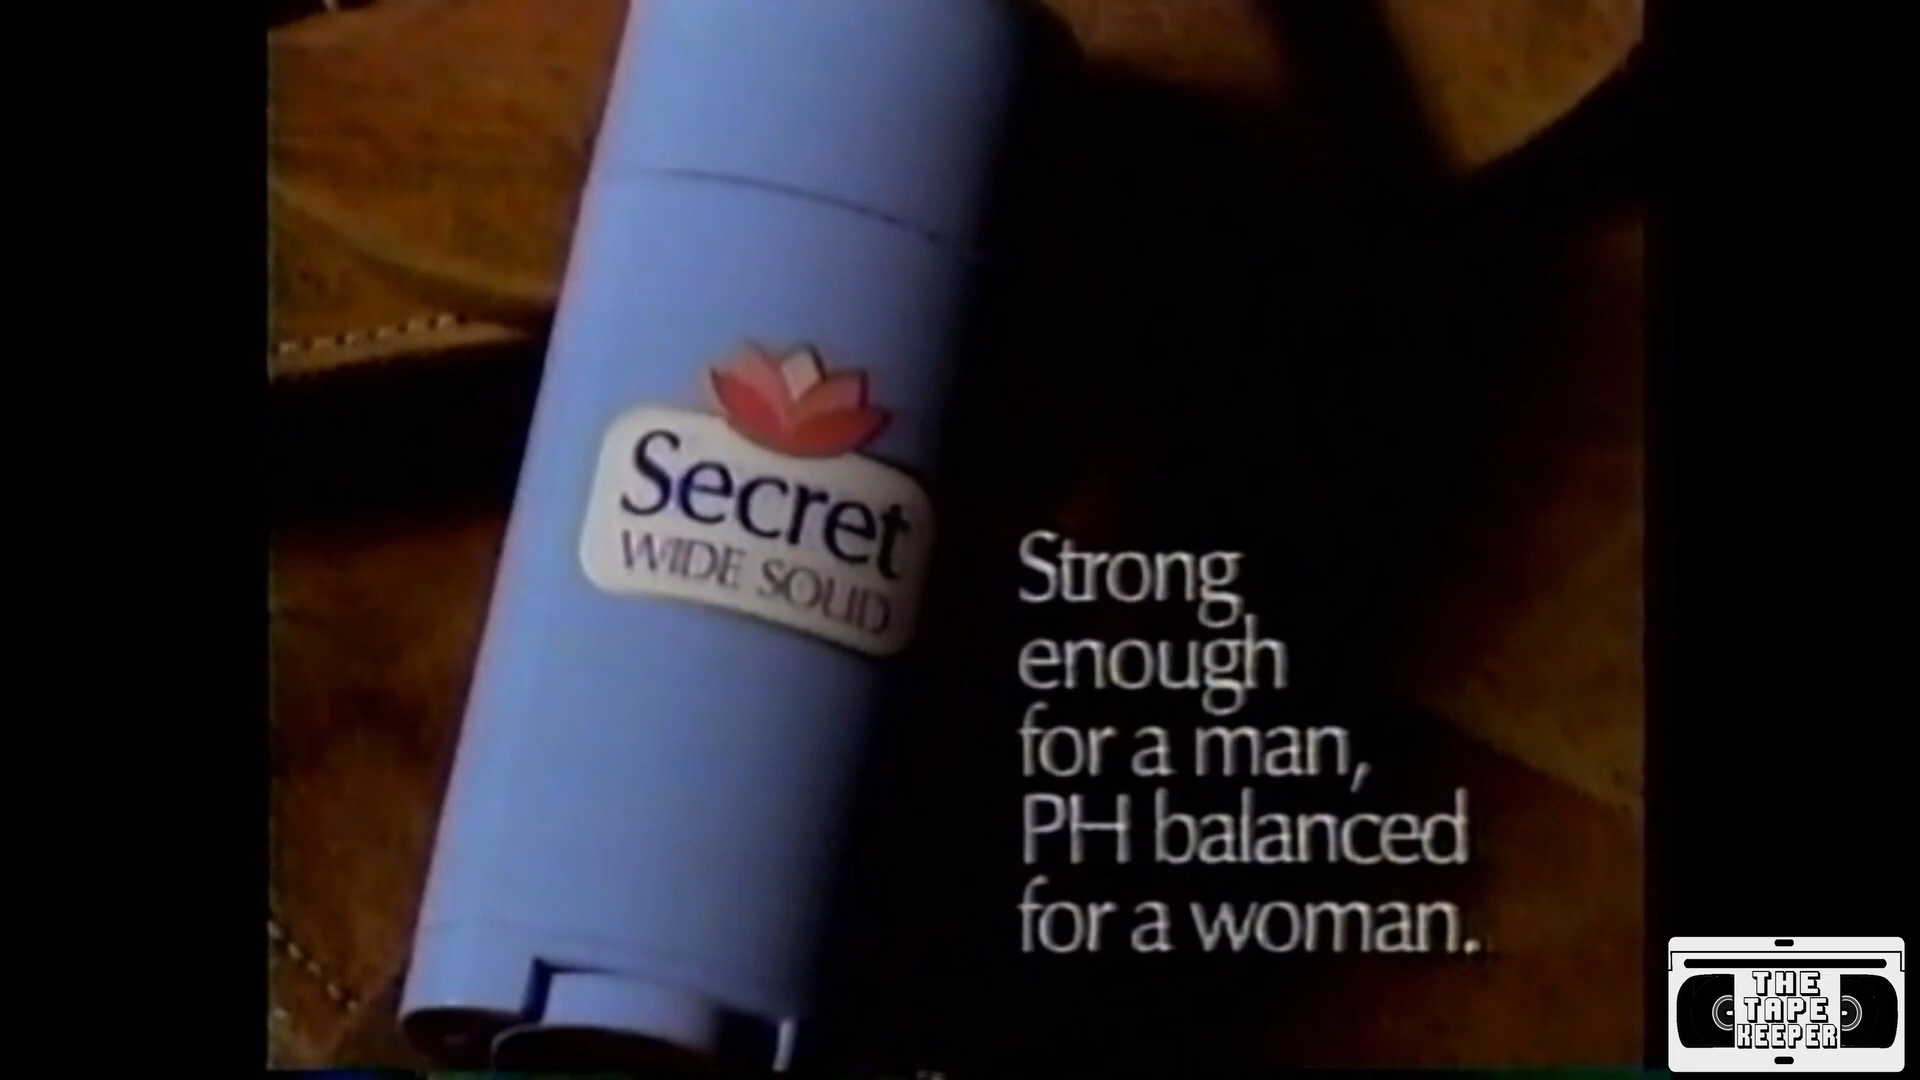 Secret
WIDE SOLID
Strong
enough
for a man,
PH balanced
for a woman.
THE
TAPE
KEEPER